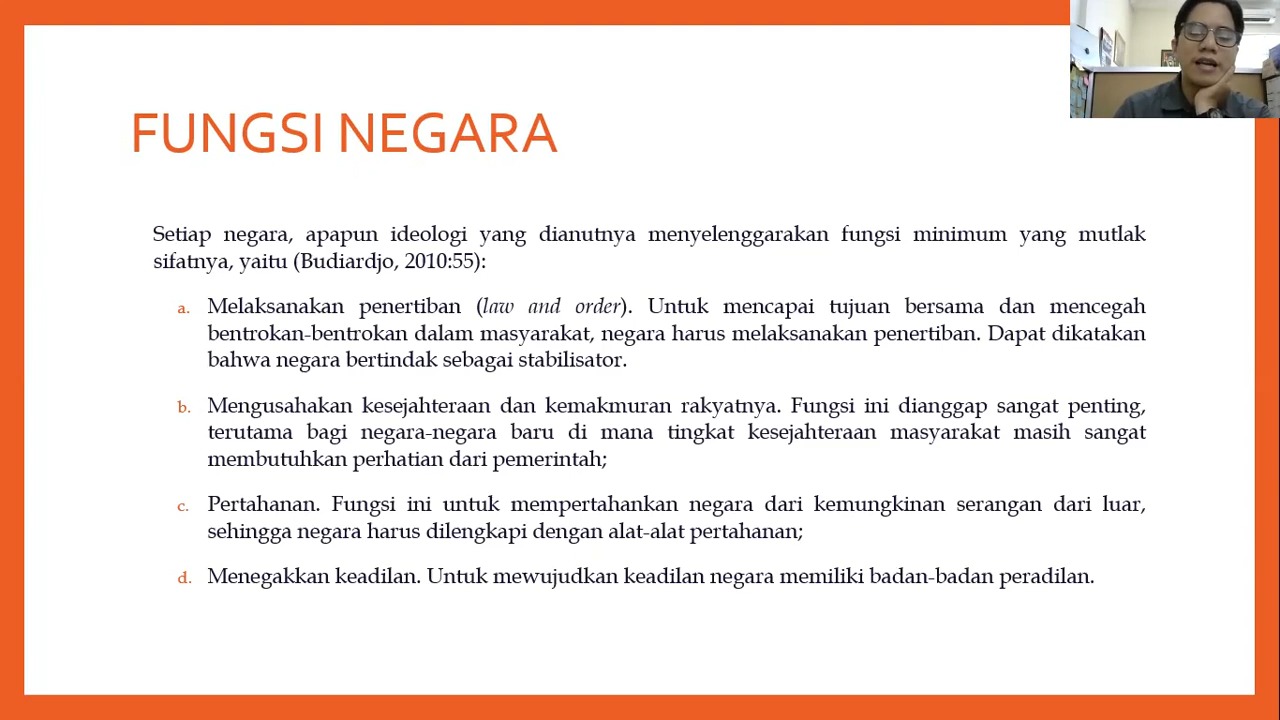 FUNGSI NEGARA
Setiap negara, apapun ideologi yang dianutnya menyelenggarakan fungsi minimum yang mutlak
sifatnya, yaitu (Budiardjo, 2010:55):
a. Melaksanakan penertiban (law and order). Untuk mencapai tujuan bersama dan mencegah
bentrokan-bentrokan dalam masyarakat, negara harus melaksanakan penertiban. Dapat dikatakan
bahwa negara bertindak sebagai stabilisator.
b. Mengusahakan kesejahteraan dan kemakmuran rakyatnya. Fungsi ini dianggap sangat penting,
terutama bagi negara-negara baru di mana tingkat kesejahteraan masyarakat masih sangat
membutuhkan perhatian dari pemerintah;
c. Pertahanan. Fungsi ini untuk mempertahankan negara dari kemungkinan serangan dari luar,
sehingga negara harus dilengkapi dengan alat-alat pertahanan;
d. Menegakkan keadilan. Untuk mewujudkan keadilan negara memiliki badan-badan peradilan.